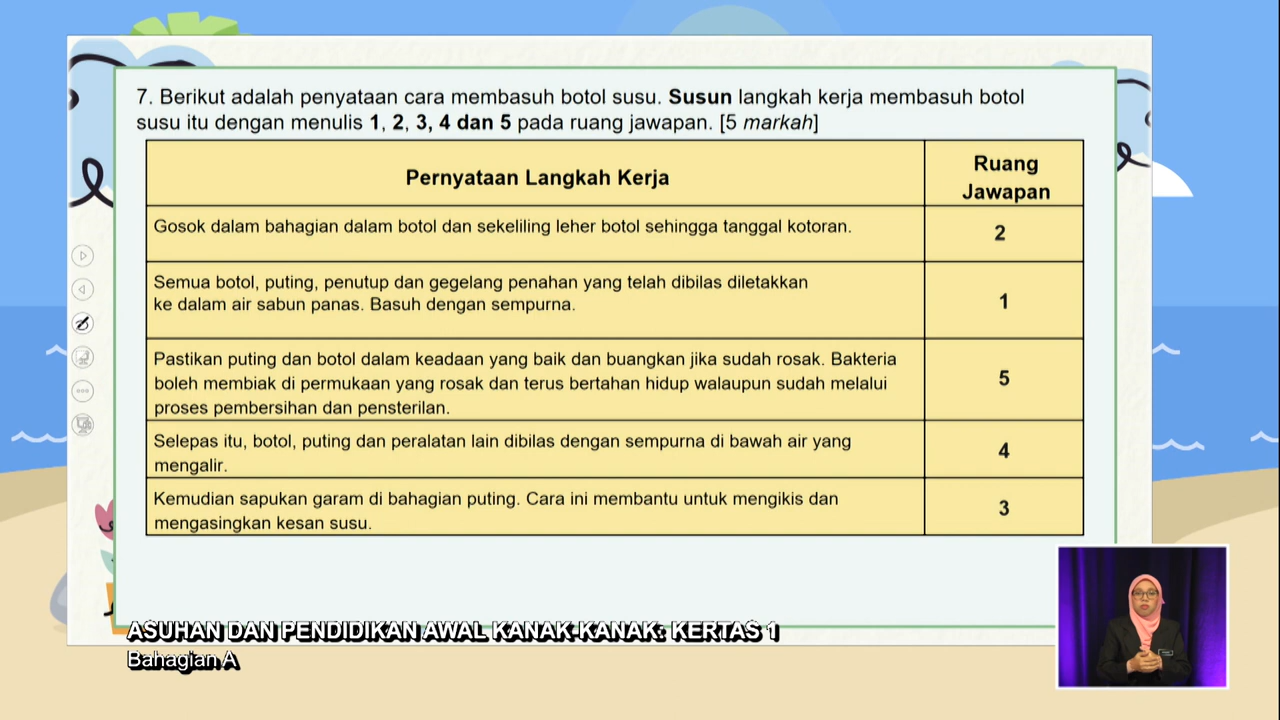 7. Berikut adalah penyataan cara membasuh botol susu. Susun langkah kerja membasuh botol
susu itu dengan menulis 1, 2, 3, 4 dan 5 pada ruang jawapan. [5 markah]
Pernyataan Langkah Kerja
Ruang
Jawapan
Gosok dalam bahagian dalam botol dan sekeliling leher botol sehingga tanggal kotoran.
2
Semua botol, puting, penutup dan gegelang penahan yang telah dibilas diletakkan
ke dalam air sabun panas. Basuh dengan sempurna.
1
Pastikan puting dan botol dalam keadaan yang baik dan buangkan jika sudah rosak. Bakteria
boleh membiak di permukaan yang rosak dan terus bertahan hidup walaupun sudah melalui
proses pembersihan dan pensterilan.
5
Selepas itu, botol, puting dan peralatan lain dibilas dengan sempurna di bawah air yang
mengalir.
4
Kemudian sapukan garam di bahagian puting. Cara ini membantu untuk mengikis dan
mengasingkan kesan susu.
3
ASUHAN DAN PENDIDIKAN AWAL KANAK-KANAK: KERTAS 1
Bahagian A